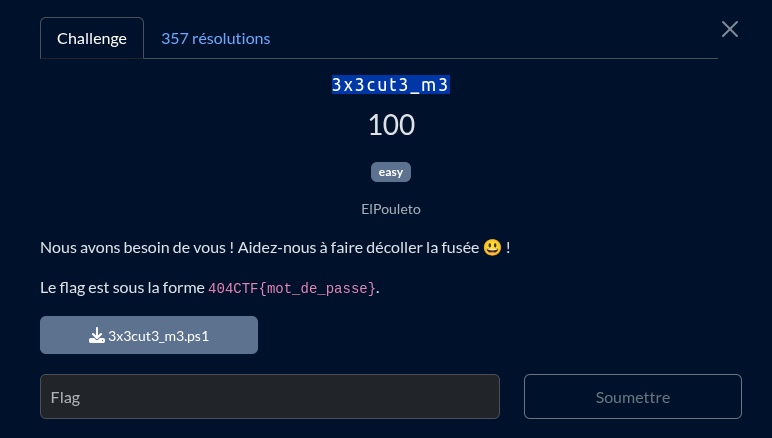 Challenge 357 résolutions
3x3cut3_m3
100
easy
ElPouleto
Nous avons besoin de vous ! Aidez-nous à faire décoller la fusée 😃 !
Le flag est sous la forme 404CTF{mot_de_passe}.
3x3cut3_m3.ps1
Flag Soumettre